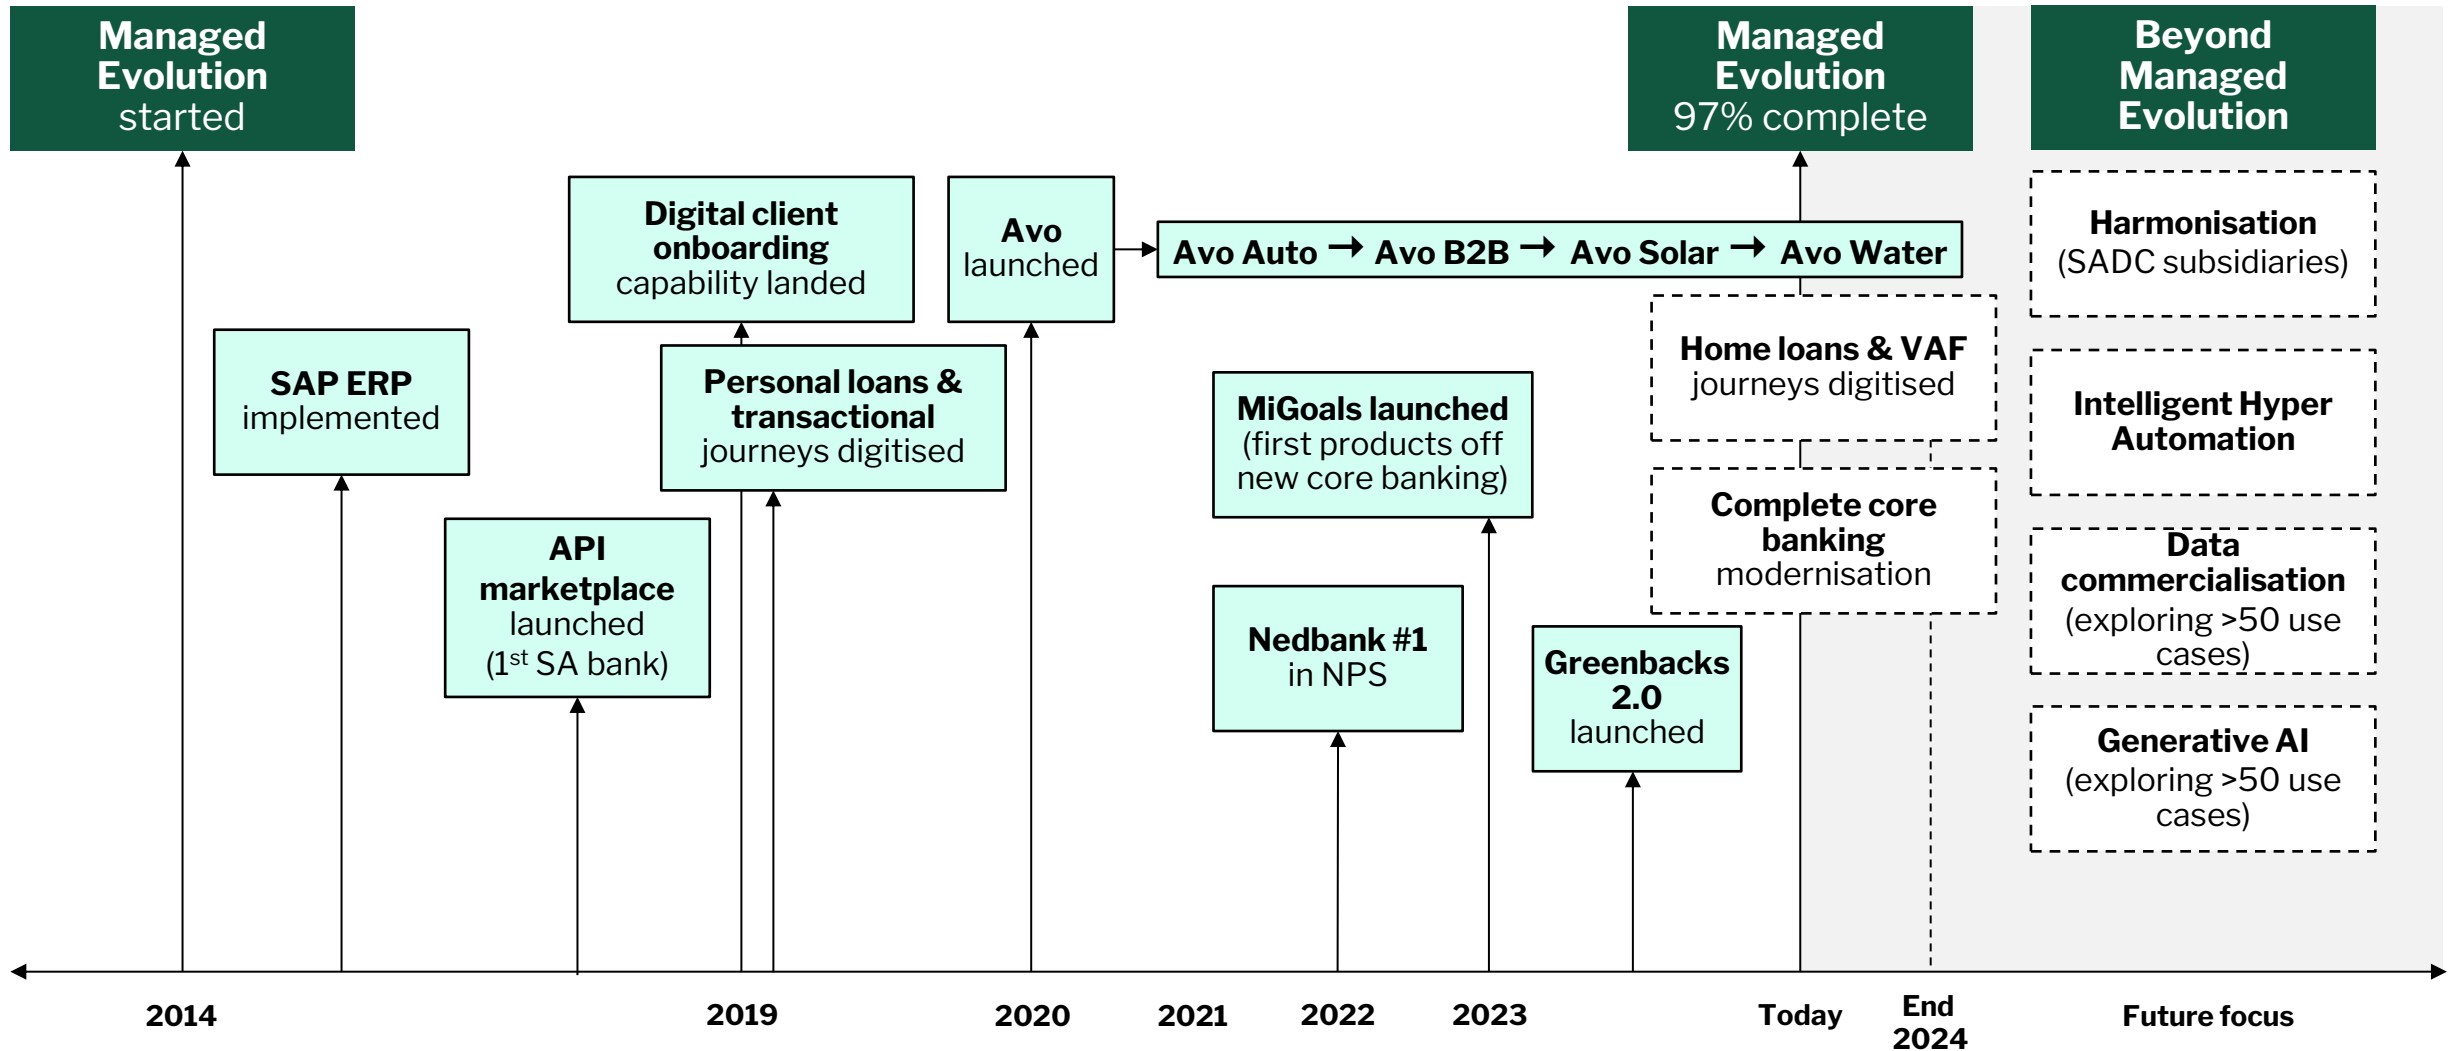 Managed
Evolution
started
Managed
Evolution
97% complete
Beyond
Managed
Evolution
Digital client
onboarding
capability landed
Avo
launched
Avo Auto → Avo B2B → Avo Solar → Avo Water
Harmonisation
(SADC subsidiaries)
SAP ERP
implemented
Personal loans &
transactional
journeys digitised
MiGoals launched
(first products off
new core banking)
Home loans & VAF
journeys digitised
Intelligent Hyper
Automation
API
marketplace
launched
(1st SA bank)
Complete core
banking
modernisation
Data
commercialisation
(exploring >50 use
cases)
Nedbank #1
in NPS
Greenbacks
2.0
launched
Generative AI
(exploring >50 use
cases)
2014
2019
2020
2021
2022
2023
Today
End
2024
Future focus